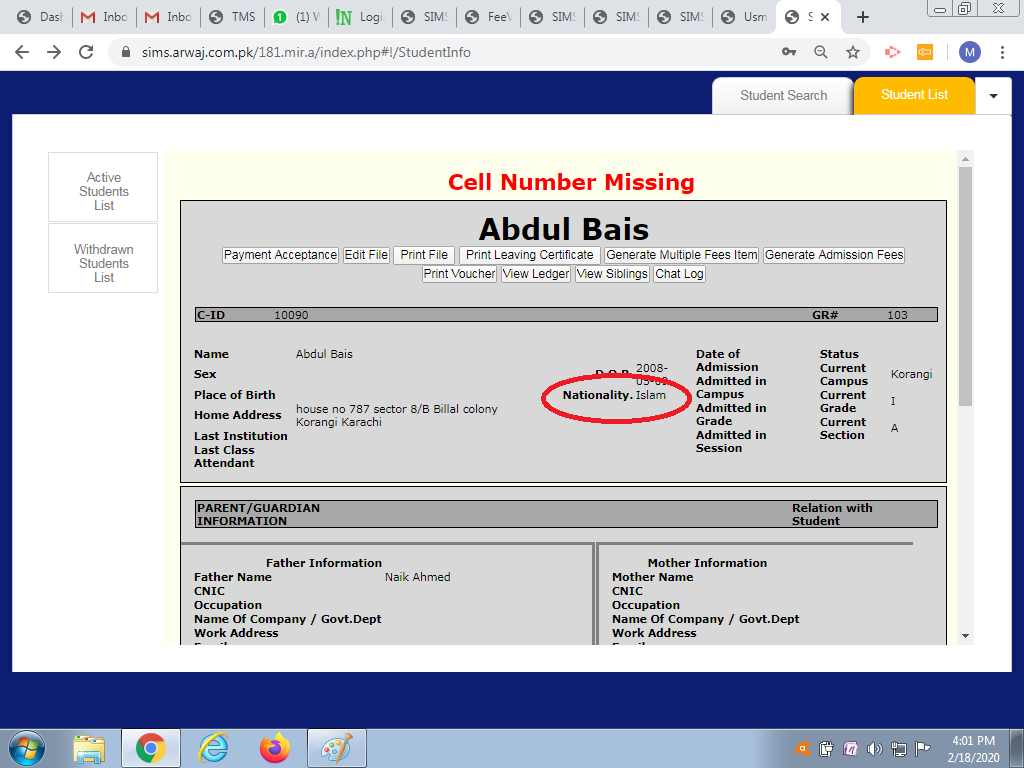 Dash
Inbo
Inbo
TMS
(1) W
Logi
SIMS
FeeV
SIMS
SIMS
SIMS
Usm
S
sims.arwaj.com.pk/181.mir.a/index.php#!/StudentInfo
M
Student Search
Student List
Active
Students
List
Withdrawn
Students
List
Cell Number Missing
Abdul Bais
Payment Acceptance Edit File Print File Print Leaving Certificate Generate Multiple Fees Item Generate Admission Fees
Print Voucher View Ledger View Siblings Chat Log
C-ID 10090 GR# 103
Name Abdul Bais
Sex D.O.B. 2008-
Place of Birth Nationality. Islam
Home Address house no 787 sector 8/B Billal colony
Korangi Karachi
Last Institution
Last Class
Attendant
Date of
Admission
Admitted in
Campus
Admitted in
Grade
Admitted in
Session
Status
Current
Campus Korangi
Current
Grade I
Current
Section A
PARENT/GUARDIAN
INFORMATION
Relation with
Student
Father Information
Father Name Naik Ahmed
CNIC
Occupation
Name Of Company / Govt.Dept
Work Address
Mother Information
Mother Name
CNIC
Occupation
Name Of Company / Govt.Dept
Work Address
4:01 PM
2/18/2020